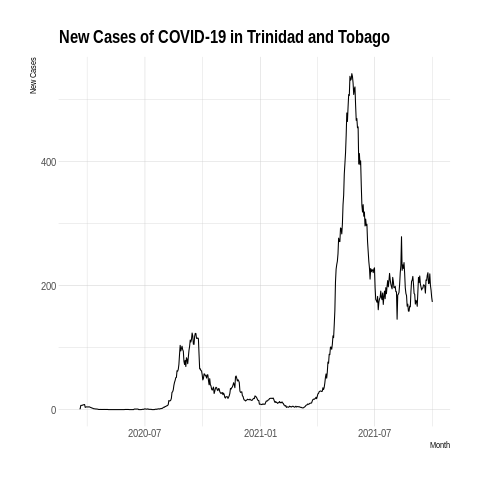 New Cases of COVID-19 in Trinidad and Tobago
New Cases
400
200
0
2020-07
2021-01
2021-07
Month